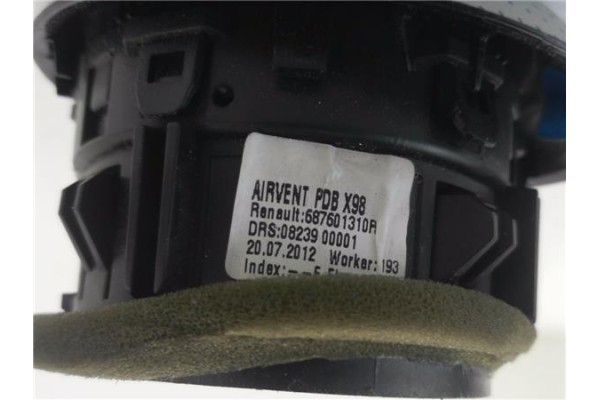 AIRVENT PDB X98
Renault:687601310R
DRS:08239 00001
20.07.2012 Worker:193
Index:--